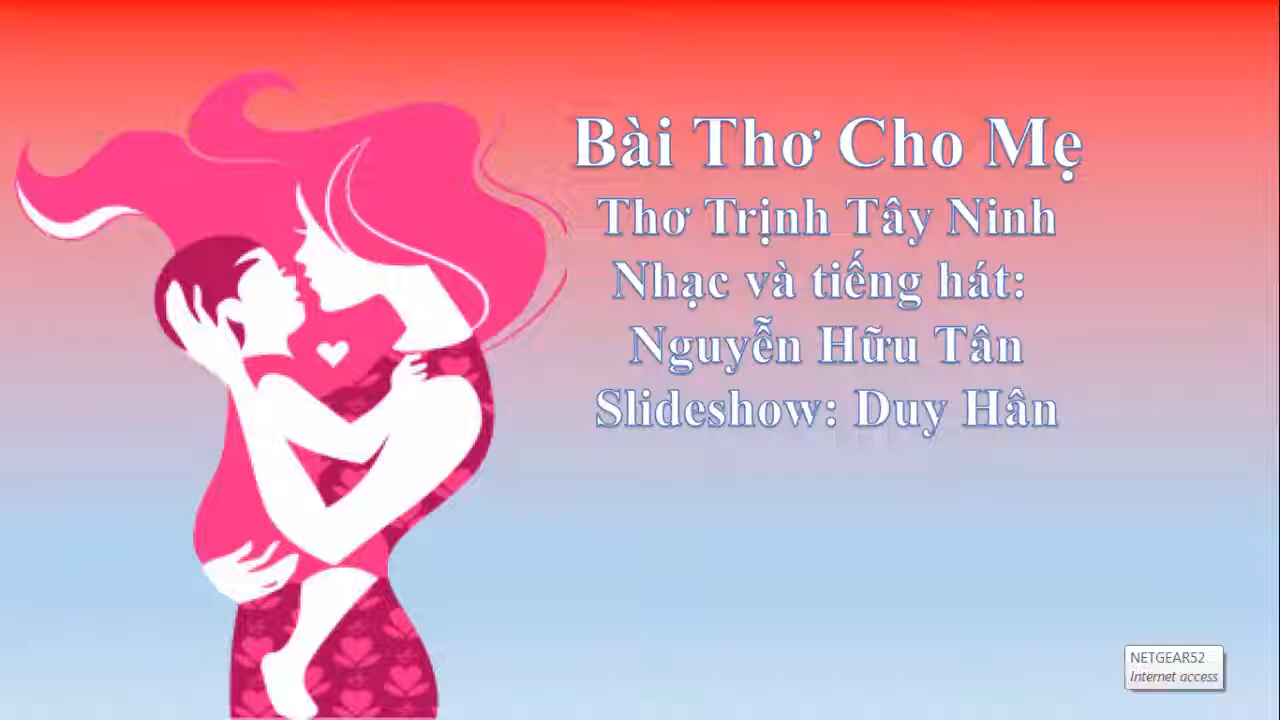 Bài Thơ Cho Mẹ
Thơ Trịnh Tây Ninh
Nhạc và tiếng hát:
Nguyễn Hữu Tân
Slideshow: Duy Hân
NETGEAR52
Internet access